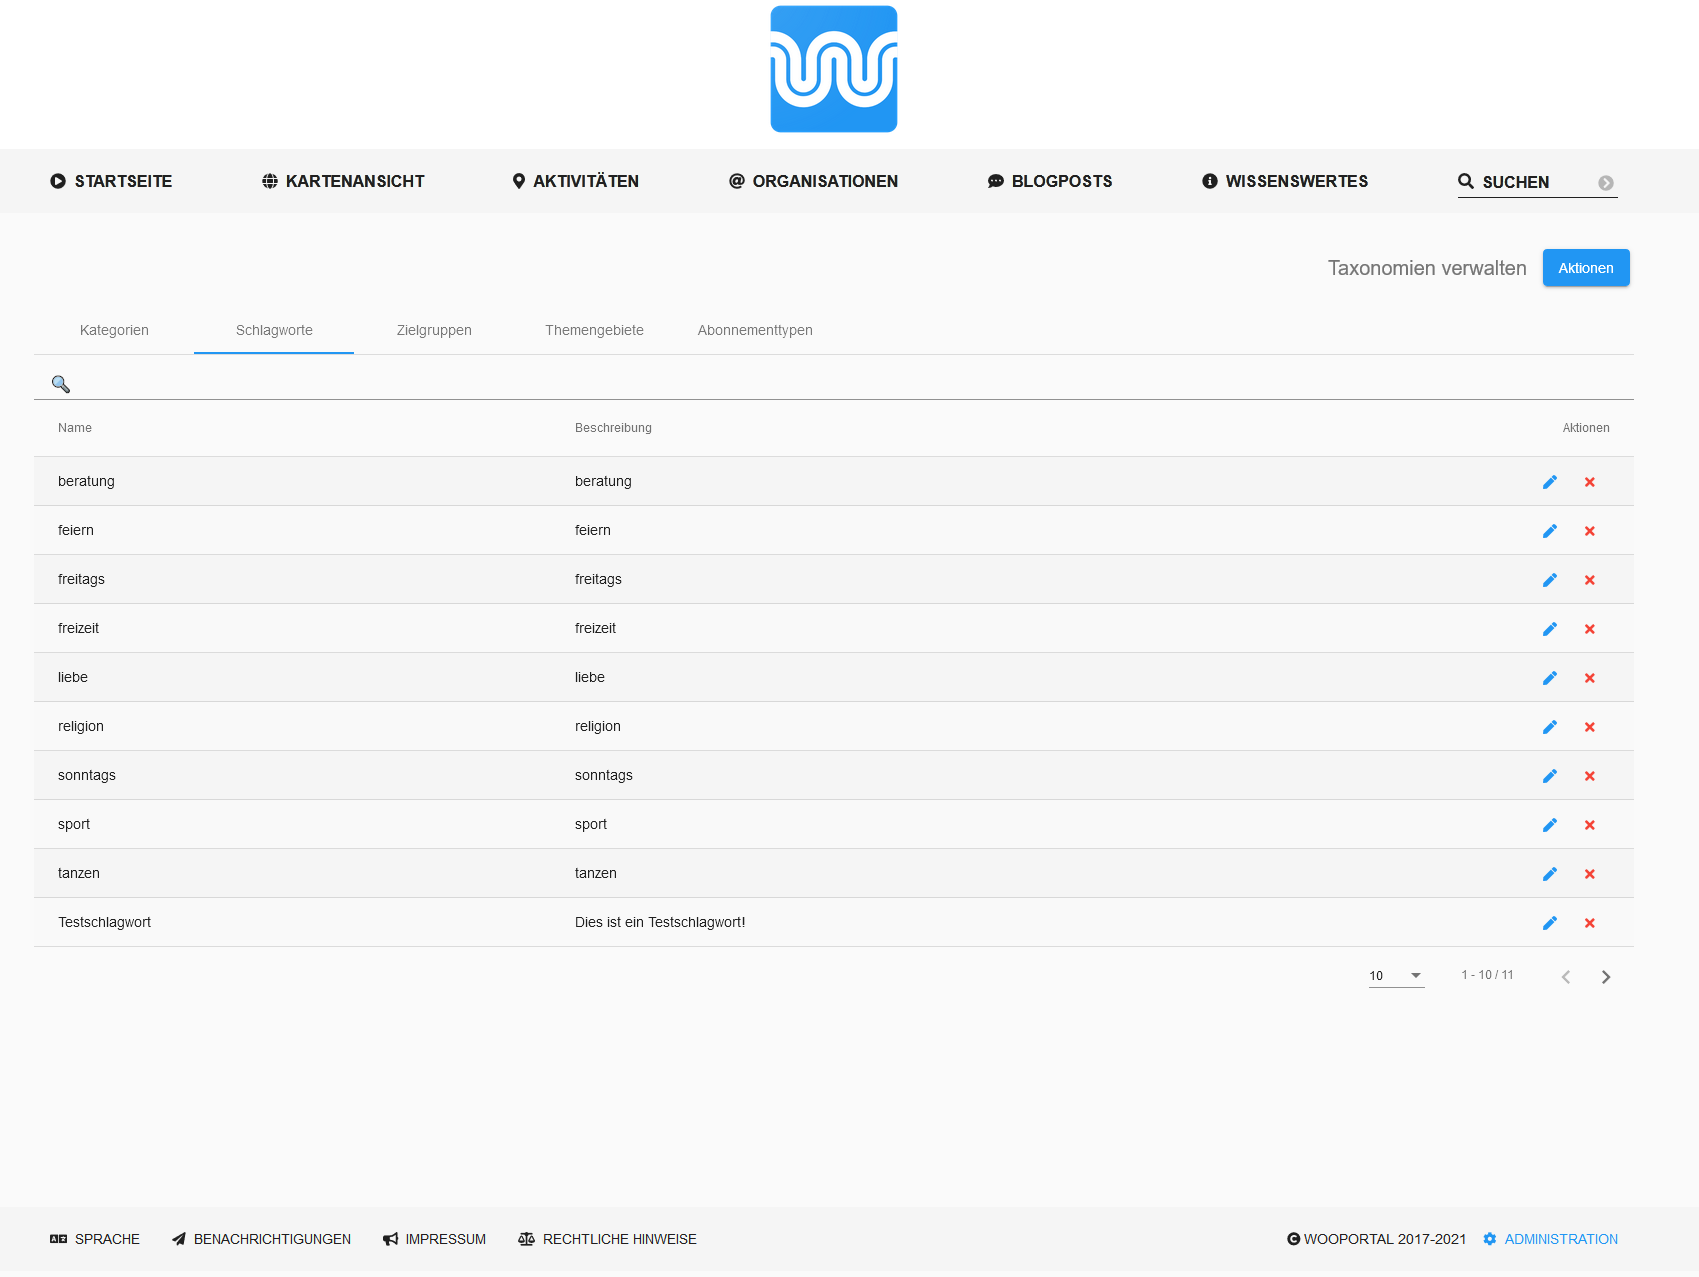 STARTSEITE KARTENANSICHT AKTIVITÄTEN ORGANISATIONEN BLOGPOSTS WISSENSWERTES SUCHEN
Taxonomien verwalten Aktionen
Kategorien Schlagworte Zielgruppen Themengebiete Abonnementtypen
Name Beschreibung Aktionen
beratung beratung
feiern feiern
freitags freitags
freizeit freizeit
liebe liebe
religion religion
sonntags sonntags
sport sport
tanzen tanzen
Testschlagwort Dies ist ein Testschlagwort!
10 1 - 10 / 11
SPRACHE BENACHRICHTIGUNGEN IMPRESSUM RECHTLICHE HINWEISE WOOPORTAL 2017-2021 ADMINISTRATION